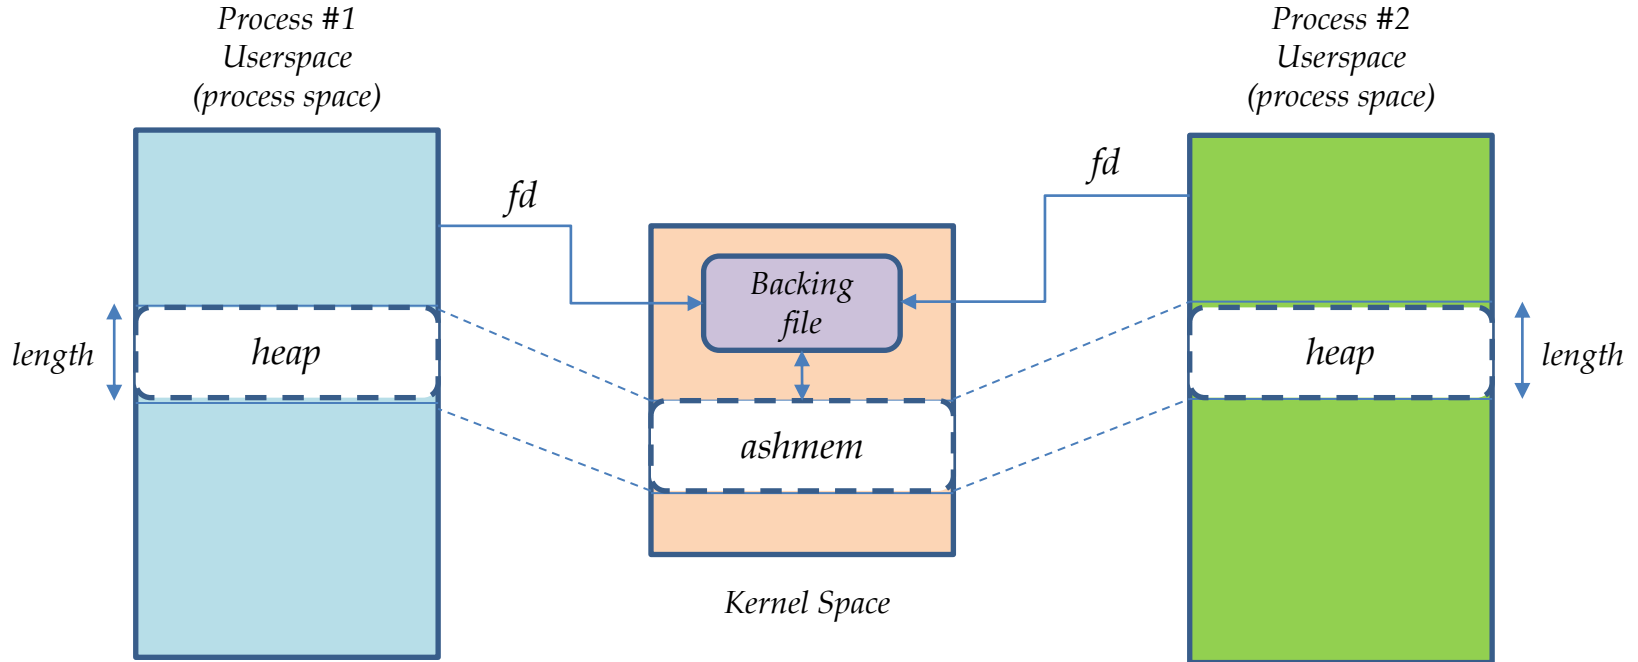 Process #1
Userspace
(process space)
Process #2
Userspace
(process space)
fd
fd
Backing
file
length
heap
heap
length
ashmem
Kernel Space